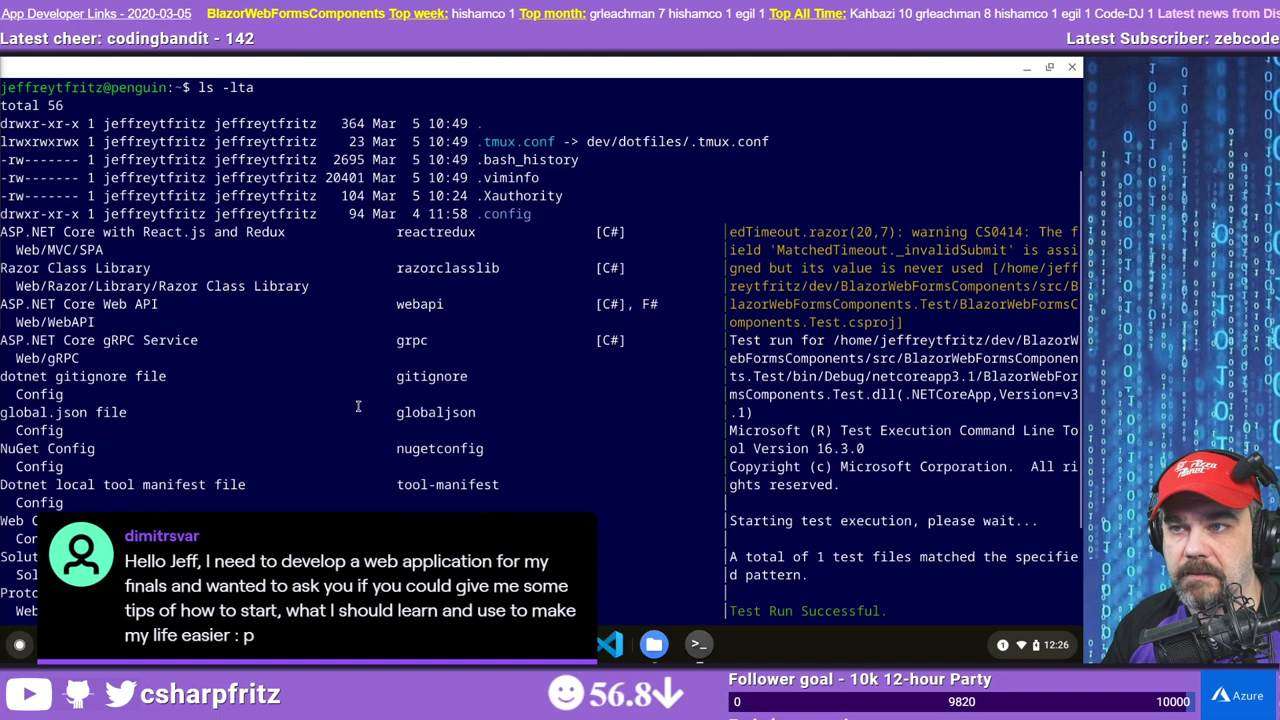 App Developer Links - 2020-03-05 BlazorWebFormsComponents Top week: hishamco 1 Top month: grleachman 7 hishamco 1 egil 1 Top All Time: Kahbazi 10 grleachman 8 hishamco 1 egil 1 Code-DJ 1 Latest news from Dis
Latest cheer: codingbandit - 142
Latest Subscriber: zebcode
jeffreytfritz@penguin:~$ ls -lta
total 56
drwxr-xr-x 1 jeffreytfritz jeffreytfritz 364 Mar 5 10:49 .
lrwxrwxrwx 1 jeffreytfritz jeffreytfritz 23 Mar 5 10:49 .tmux.conf -> dev/dotfiles/.tmux.conf
-rw------- 1 jeffreytfritz jeffreytfritz 2695 Mar 5 10:49 .bash_history
-rw------- 1 jeffreytfritz jeffreytfritz 20401 Mar 5 10:49 .viminfo
-rw------- 1 jeffreytfritz jeffreytfritz 104 Mar 5 10:24 .Xauthority
drwxr-xr-x 1 jeffreytfritz jeffreytfritz 94 Mar 4 11:58 .config
ASP.NET Core with React.js and Redux reactredux [C#]
Web/MVC/SPA
Razor Class Library razorclasslib [C#]
Web/Razor/Library/Razor Class Library
ASP.NET Core Web API webapi [C#], F#
Web/WebAPI
ASP.NET Core gRPC Service grpc [C#]
Web/gRPC
dotnet gitignore file gitignore
Config
global.json file globaljson
Config
NuGet Config nugetconfig
Config
Dotnet local tool manifest file tool-manifest
Config
Web C
Co
Solut
Sol
Proto
We
edTimeout.razor(20,7): warning CS0414: The f
ield 'MatchedTimeout._invalidSubmit' is assi
gned but its value is never used [/home/jeff
reytfritz/dev/BlazorWebFormsComponents/src/B
lazorWebFormsComponents.Test/BlazorWebFormsC
omponents.Test.csproj]
Test run for /home/jeffreytfritz/dev/BlazorW
ebFormsComponents/src/BlazorWebFormsComponen
ts.Test/bin/Debug/netcoreapp3.1/BlazorWebFor
msComponents.Test.dll(.NETCoreApp,Version=v3
.1)
Microsoft (R) Test Execution Command Line To
ol Version 16.3.0
Copyright (c) Microsoft Corporation. All ri
ghts reserved.
Starting test execution, please wait...
A total of 1 test files matched the specifie
d pattern.
Test Run Successful.
dimitrsvar
Hello Jeff, I need to develop a web application for my
finals and wanted to ask you if you could give me some
tips of how to start, what I should learn and use to make
my life easier : p
1 12:26
csharpfritz
56.8
Follower goal - 10k 12-hour Party
0 9820 10000
Azure